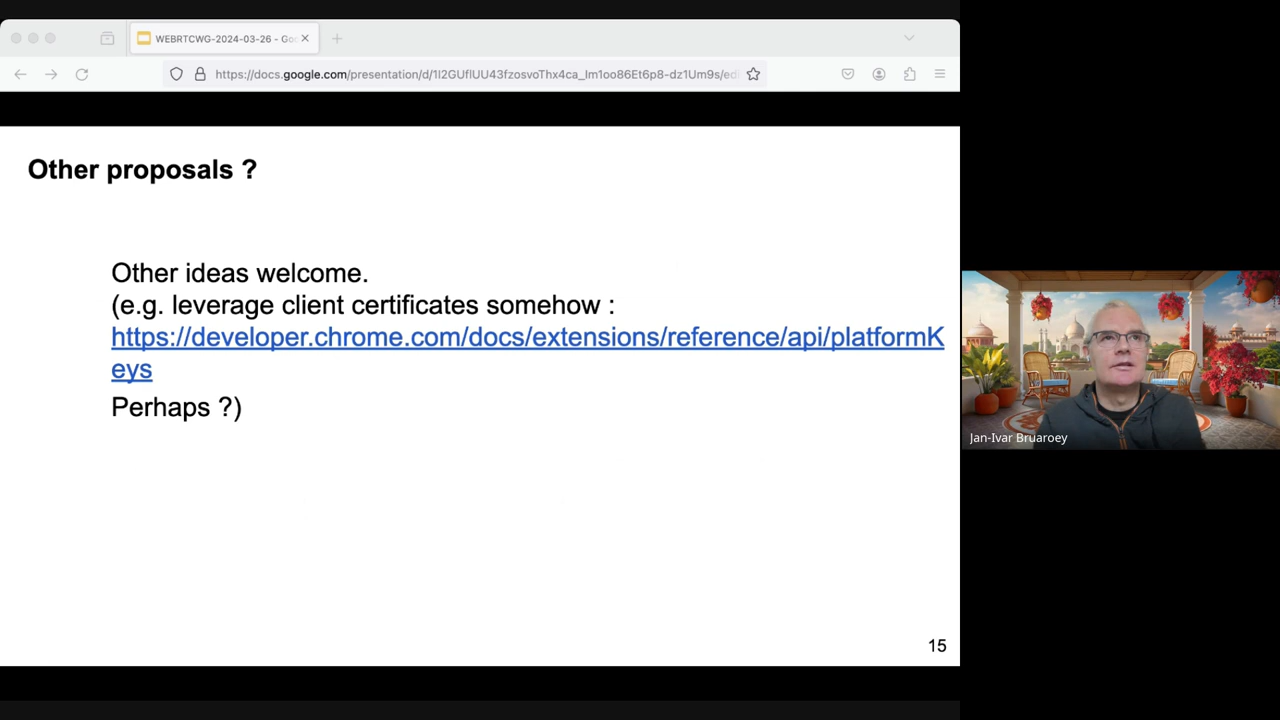 WEBRTCWG-2024-03-26 - Go
https://docs.google.com/presentation/d/1I2GUfIUU43fzosvoThx4ca_Im1oo86Et6p8-dz1Um9s/ed
Other proposals ?
Other ideas welcome.
(e.g. leverage client certificates somehow :
https://developer.chrome.com/docs/extensions/reference/api/platformK
eys
Perhaps ?)
Jan-Ivar Bruaroey
15